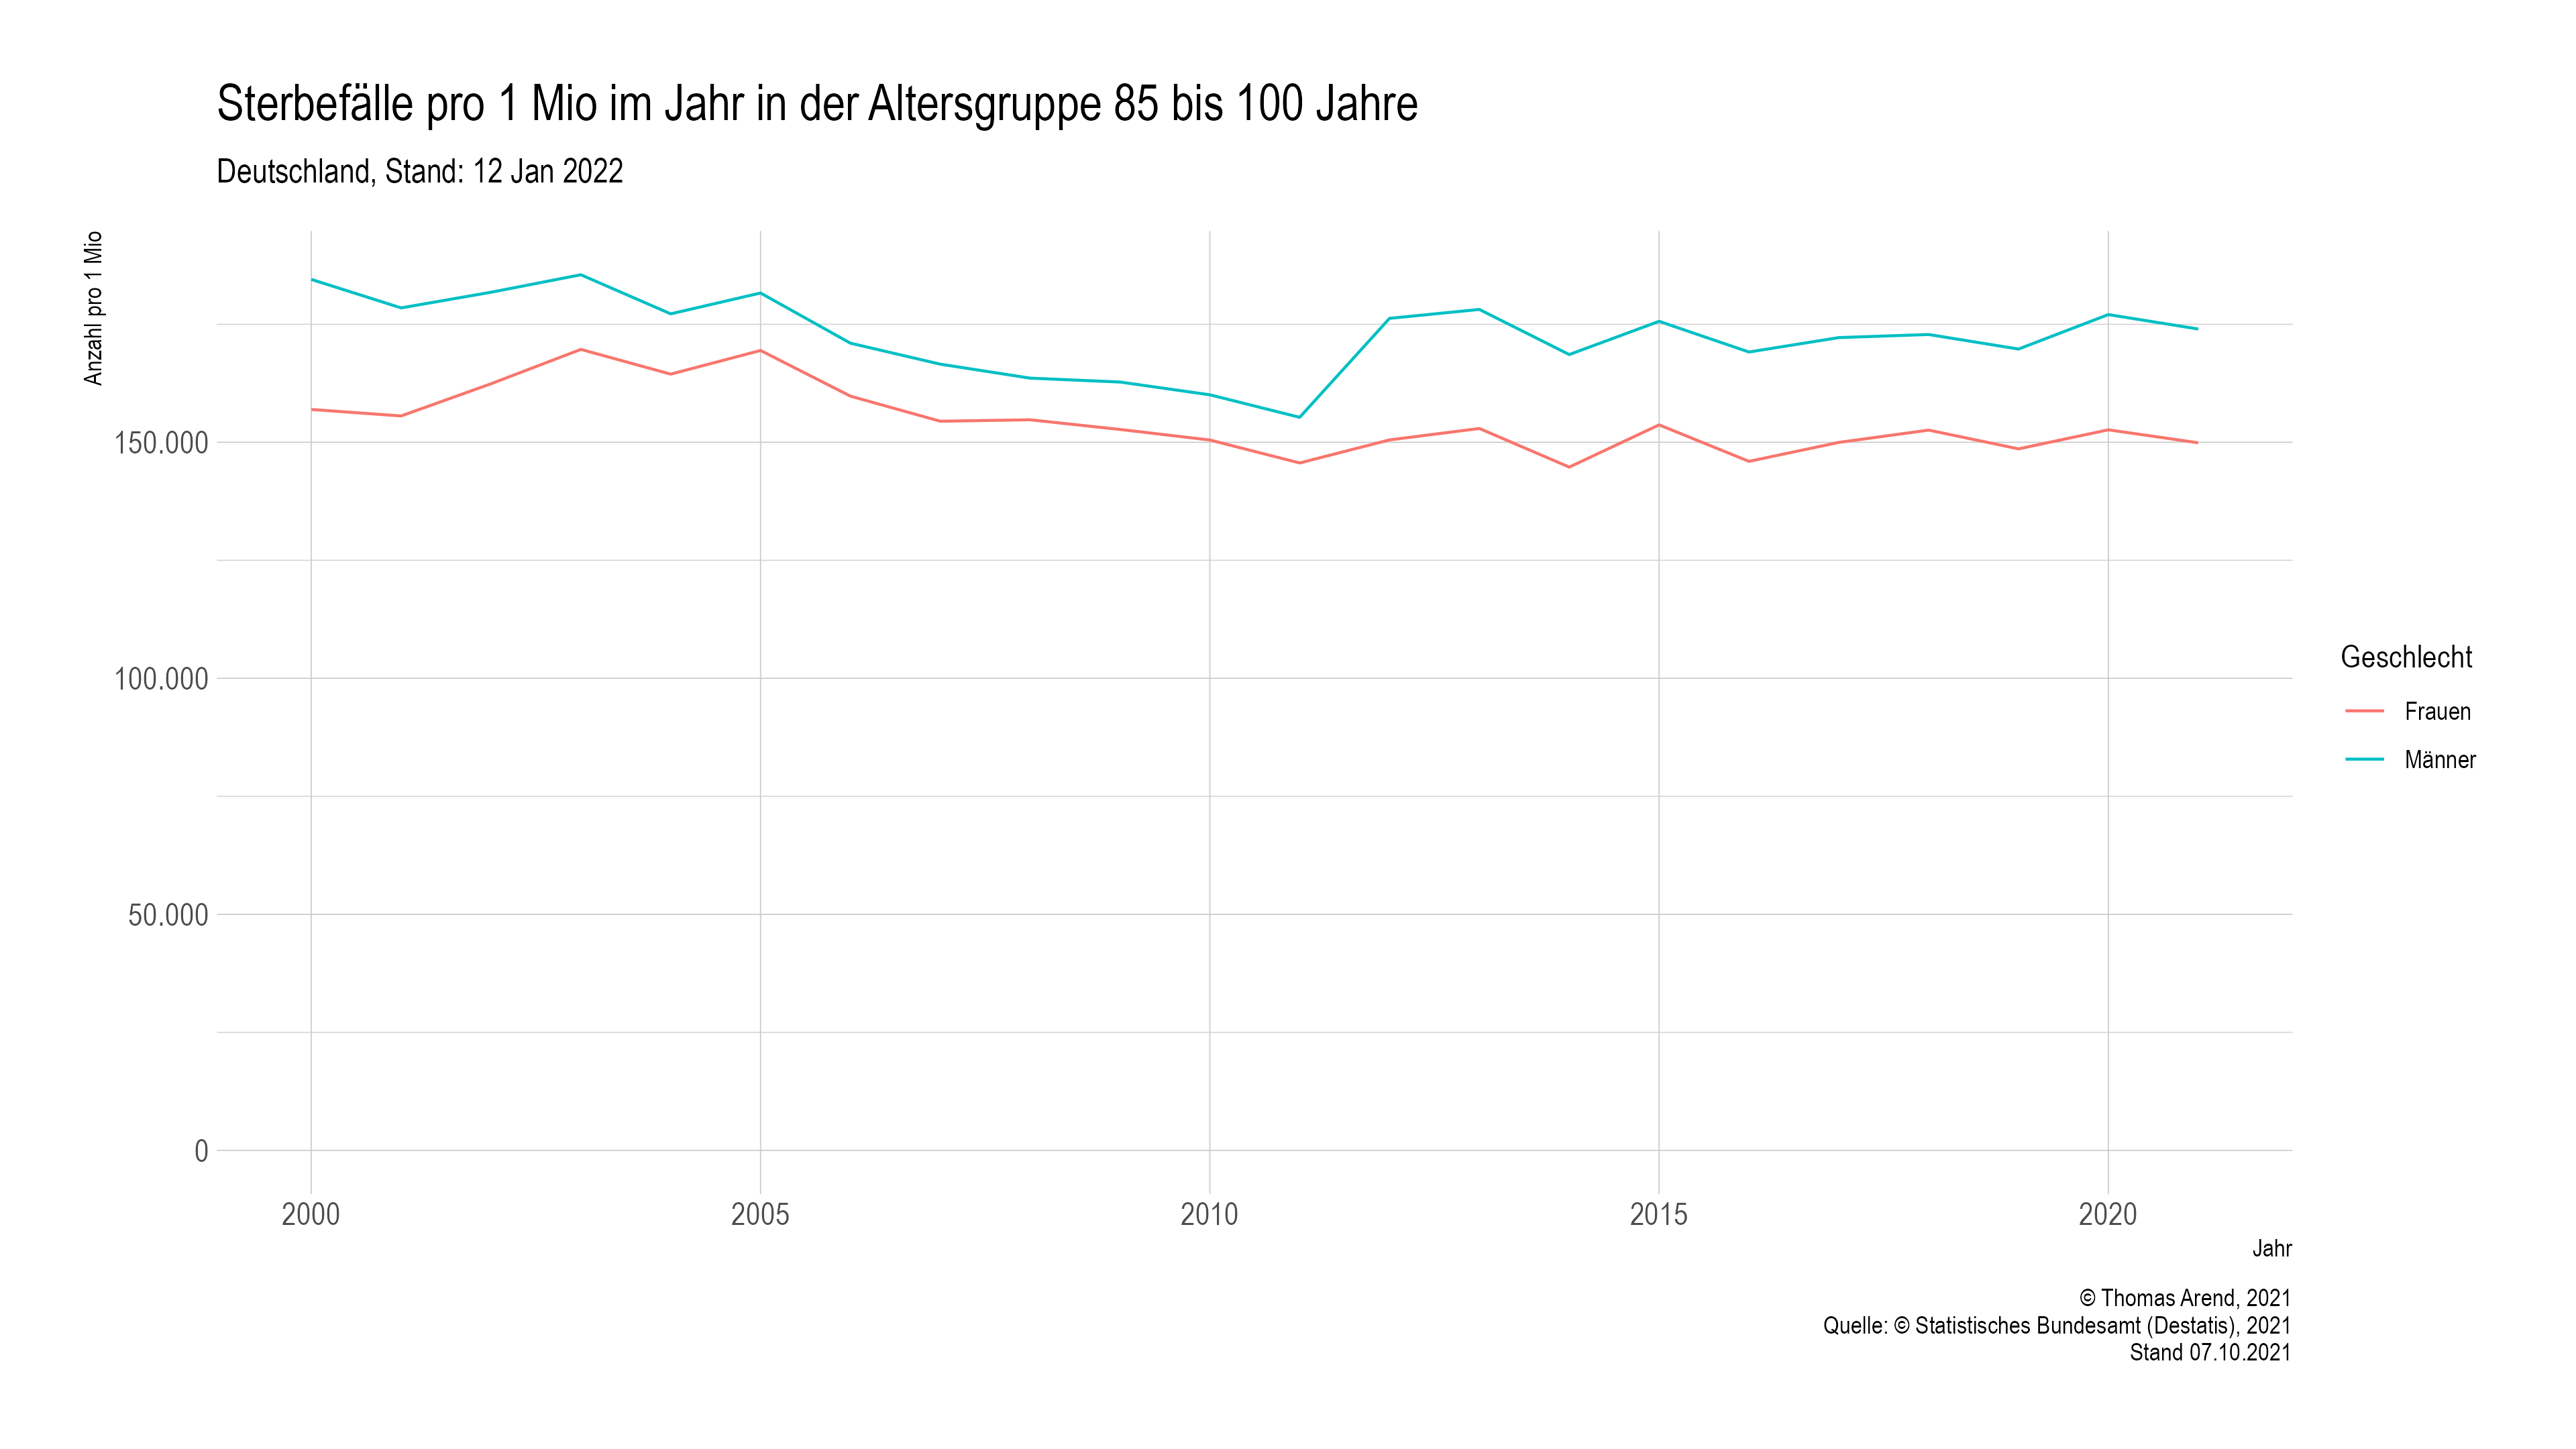 Sterbefälle pro 1 Mio im Jahr in der Altersgruppe 85 bis 100 Jahre
Deutschland, Stand: 12 Jan 2022
Anzahl pro 1 Mio
150.000
100.000
50.000
0
2000 2005 2010 2015 2020
Jahr
Geschlecht
Frauen
Männer
© Thomas Arend, 2021
Quelle: © Statistisches Bundesamt (Destatis), 2021
Stand 07.10.2021